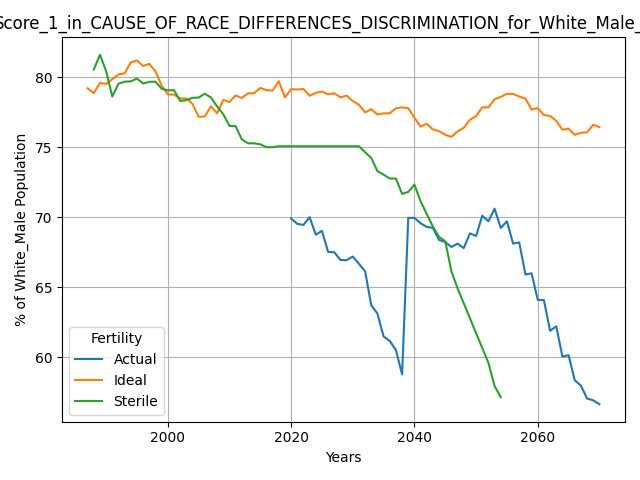 Score_1_in_CAUSE_OF_RACE_DIFFERENCES_DISCRIMINATION_for_White_Male_
80
75
70
65
60
% of White_Male Population
Fertility
Actual
Ideal
Sterile
2000
2020
2040
2060
Years